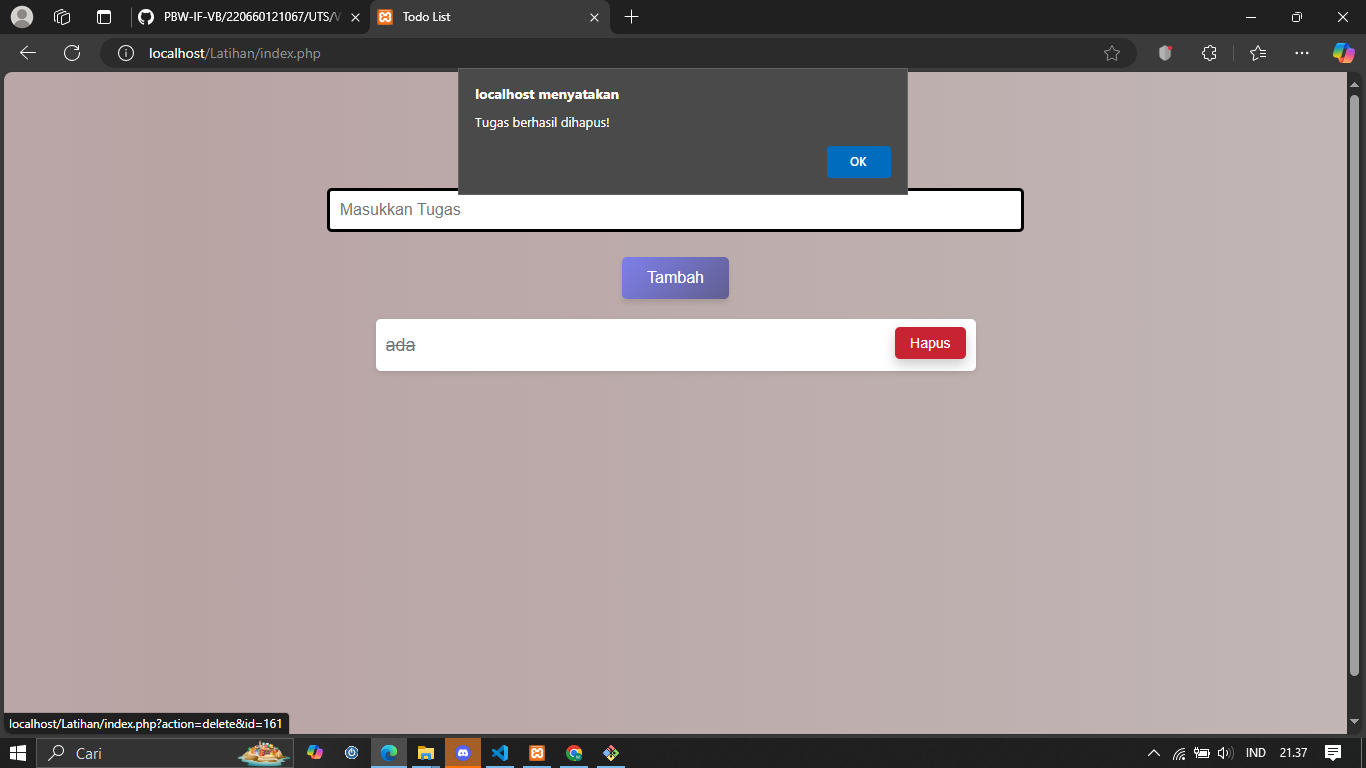 PBW-IF-VB/220660121067/UTS/V
Todo List
localhost/Latihan/index.php
localhost menyatakan
Tugas berhasil dihapus!
OK
Masukkan Tugas
Tambah
ada
Hapus
localhost/Latihan/index.php?action=delete&id=161
Cari
IND
21.37